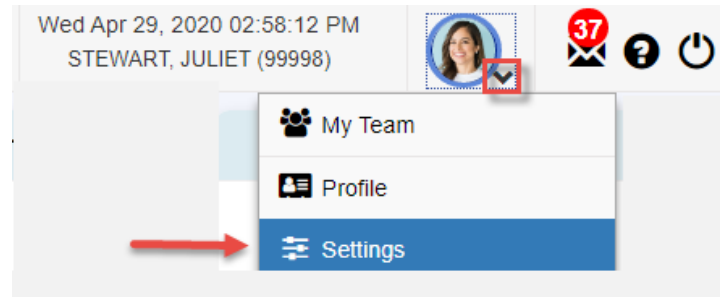 Wed Apr 29, 2020 02:58:12 PM
STEWART, JULIET (99998)
37
?
My Team
Profile
Settings